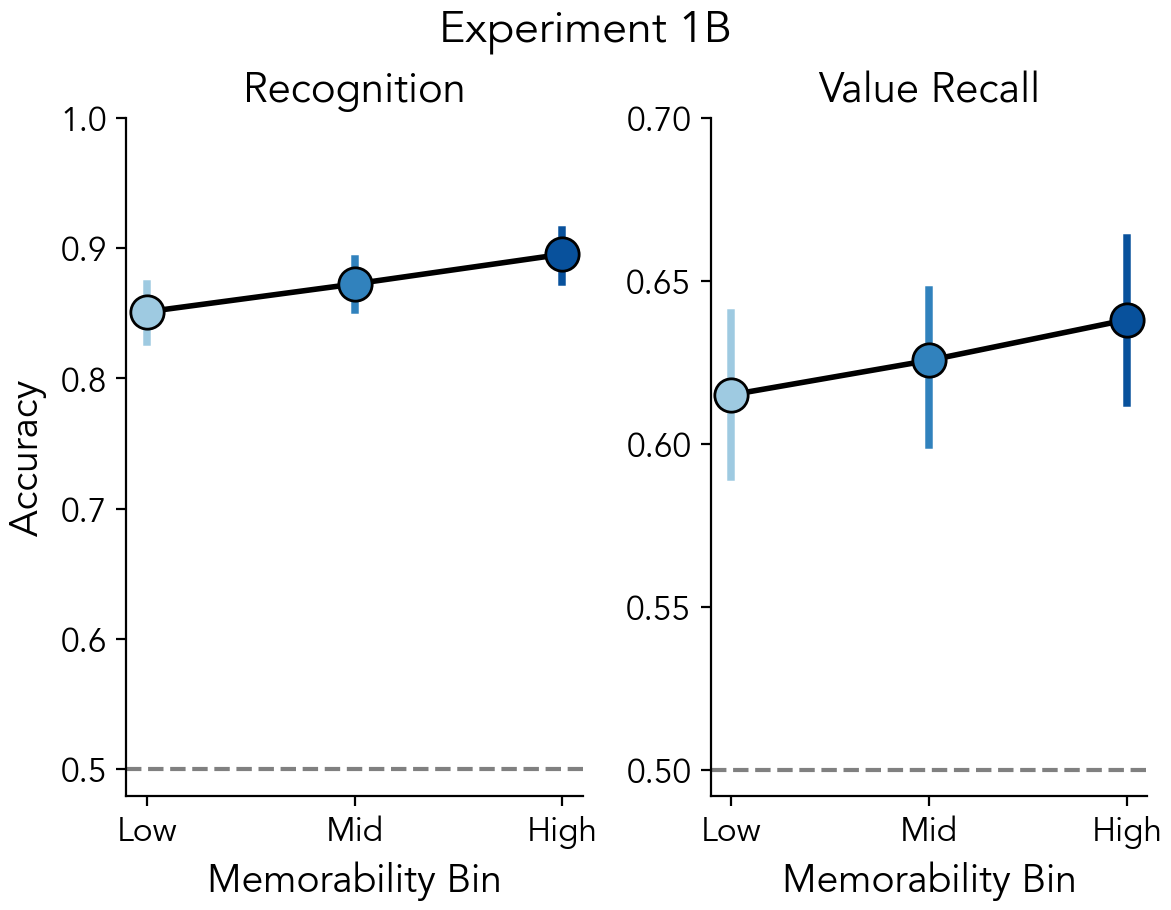 Experiment 1B
Recognition
1.0
0.9
0.8
0.7
0.6
0.5
Accuracy
Low Mid High
Memorability Bin
Value Recall
0.70
0.65
0.60
0.55
0.50
Low Mid High
Memorability Bin